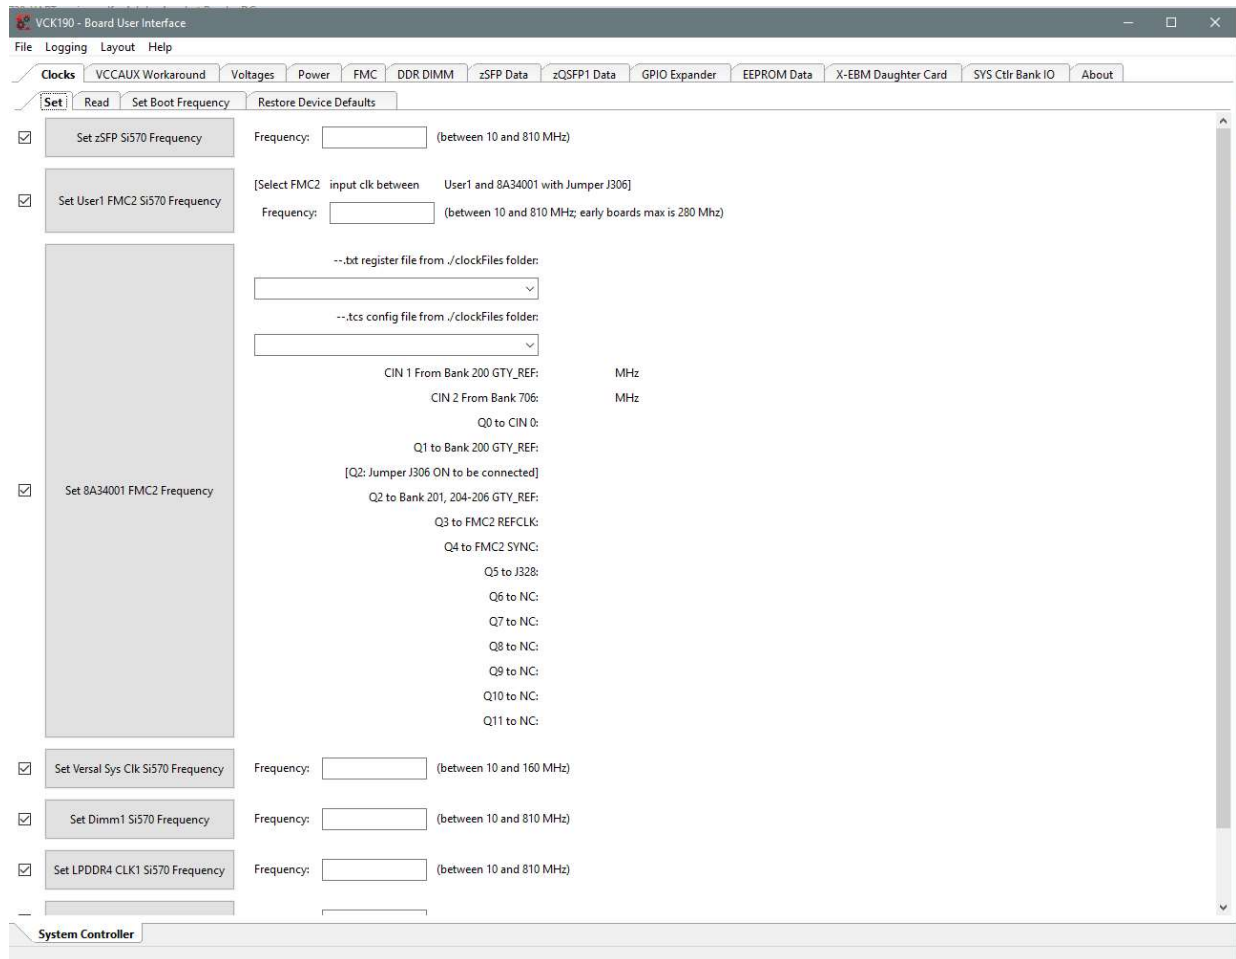 VCK190 - Board User Interface
File Logging Layout Help
Clocks VCCAUX Workaround Voltages Power FMC DDR DIMM zSFP Data zQSFP1 Data GPIO Expander EEPROM Data X-EBM Daughter Card SYS Ctlr Bank IO About
Set Read Set Boot Frequency Restore Device Defaults
Set zSFP Si570 Frequency Frequency: (between 10 and 810 MHz)
[Select FMC2 input clk between User1 and 8A34001 with Jumper J306]
Set User1 FMC2 Si570 Frequency
Frequency: (between 10 and 810 MHz; early boards max is 280 Mhz)
--.txt register file from ./clockFiles folder:
--.tcs config file from ./clockFiles folder:
CIN 1 From Bank 200 GTY_REF: MHz
CIN 2 From Bank 706: MHz
Q0 to CIN 0:
Q1 to Bank 200 GTY_REF:
[Q2: Jumper J306 ON to be connected]
Set 8A34001 FMC2 Frequency
Q2 to Bank 201, 204-206 GTY_REF:
Q3 to FMC2 REFCLK:
Q4 to FMC2 SYNC:
Q5 to J328:
Q6 to NC:
Q7 to NC:
Q8 to NC:
Q9 to NC:
Q10 to NC:
Q11 to NC:
Set Versal Sys Clk Si570 Frequency Frequency: (between 10 and 160 MHz)
Set Dimm1 Si570 Frequency Frequency: (between 10 and 810 MHz)
Set LPDDR4 CLK1 Si570 Frequency Frequency: (between 10 and 810 MHz)
System Controller